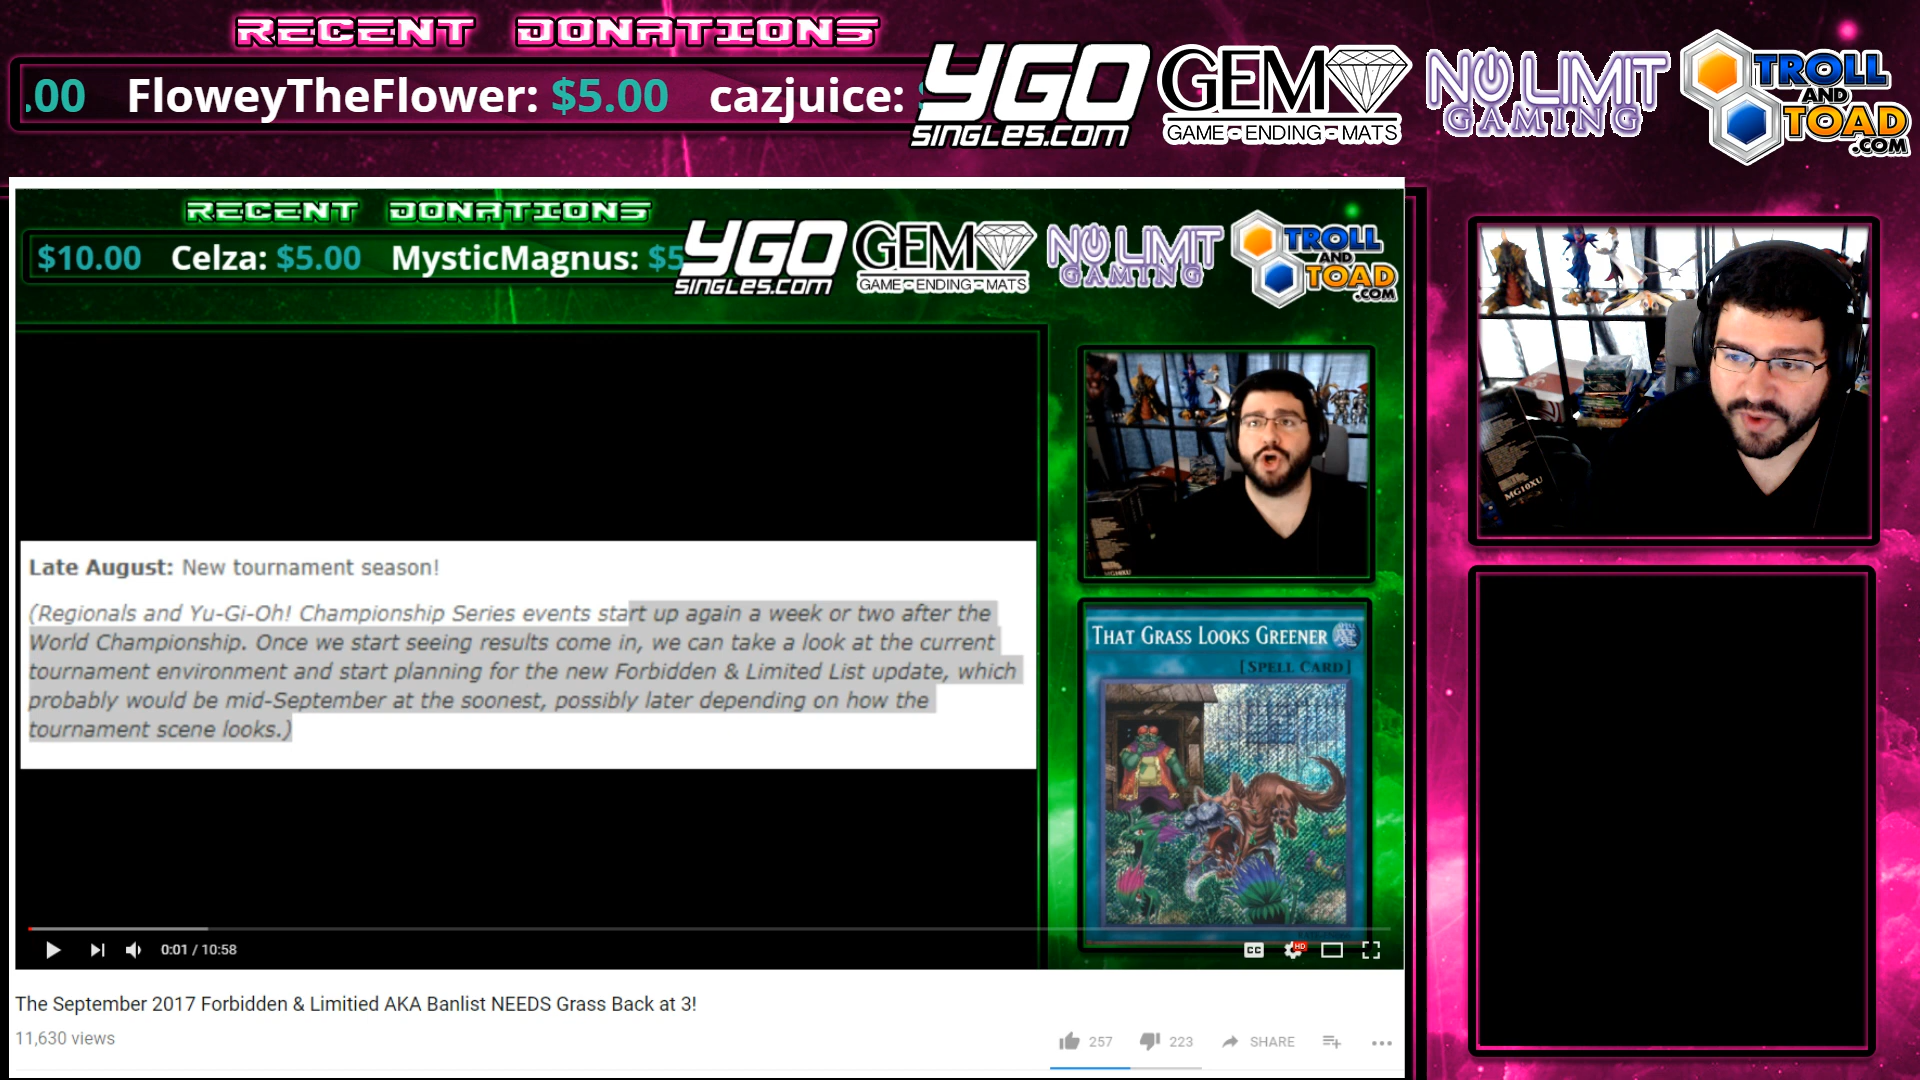 RECENT DONATIONS
.00 FloweyTheFlower: $5.00 cazjuice:
YGO
SINGLES.COM
GEM
GAME-ENDING-MATS
NO LIMIT
GAMING
TROLL
AND
TOAD
.COM
RECENT DONATIONS
$10.00 Celza: $5.00 MysticMagnus: $5
YGO
SINGLES.COM
GEM
GAME-ENDING-MATS
NO LIMIT
GAMING
TROLL
AND
TOAD
.COM
MG10XU
Late August: New tournament season!
(Regionals and Yu-Gi-Oh! Championship Series events start up again a week or two after the
World Championship. Once we start seeing results come in, we can take a look at the current
tournament environment and start planning for the new Forbidden & Limited List update, which
probably would be mid-September at the soonest, possibly later depending on how the
tournament scene looks.)
THAT GRASS LOOKS GREENER
[SPELL CARD]
0:01 / 10:58
CC
HD
The September 2017 Forbidden & Limitied AKA Banlist NEEDS Grass Back at 3!
11,630 views
257 223 SHARE